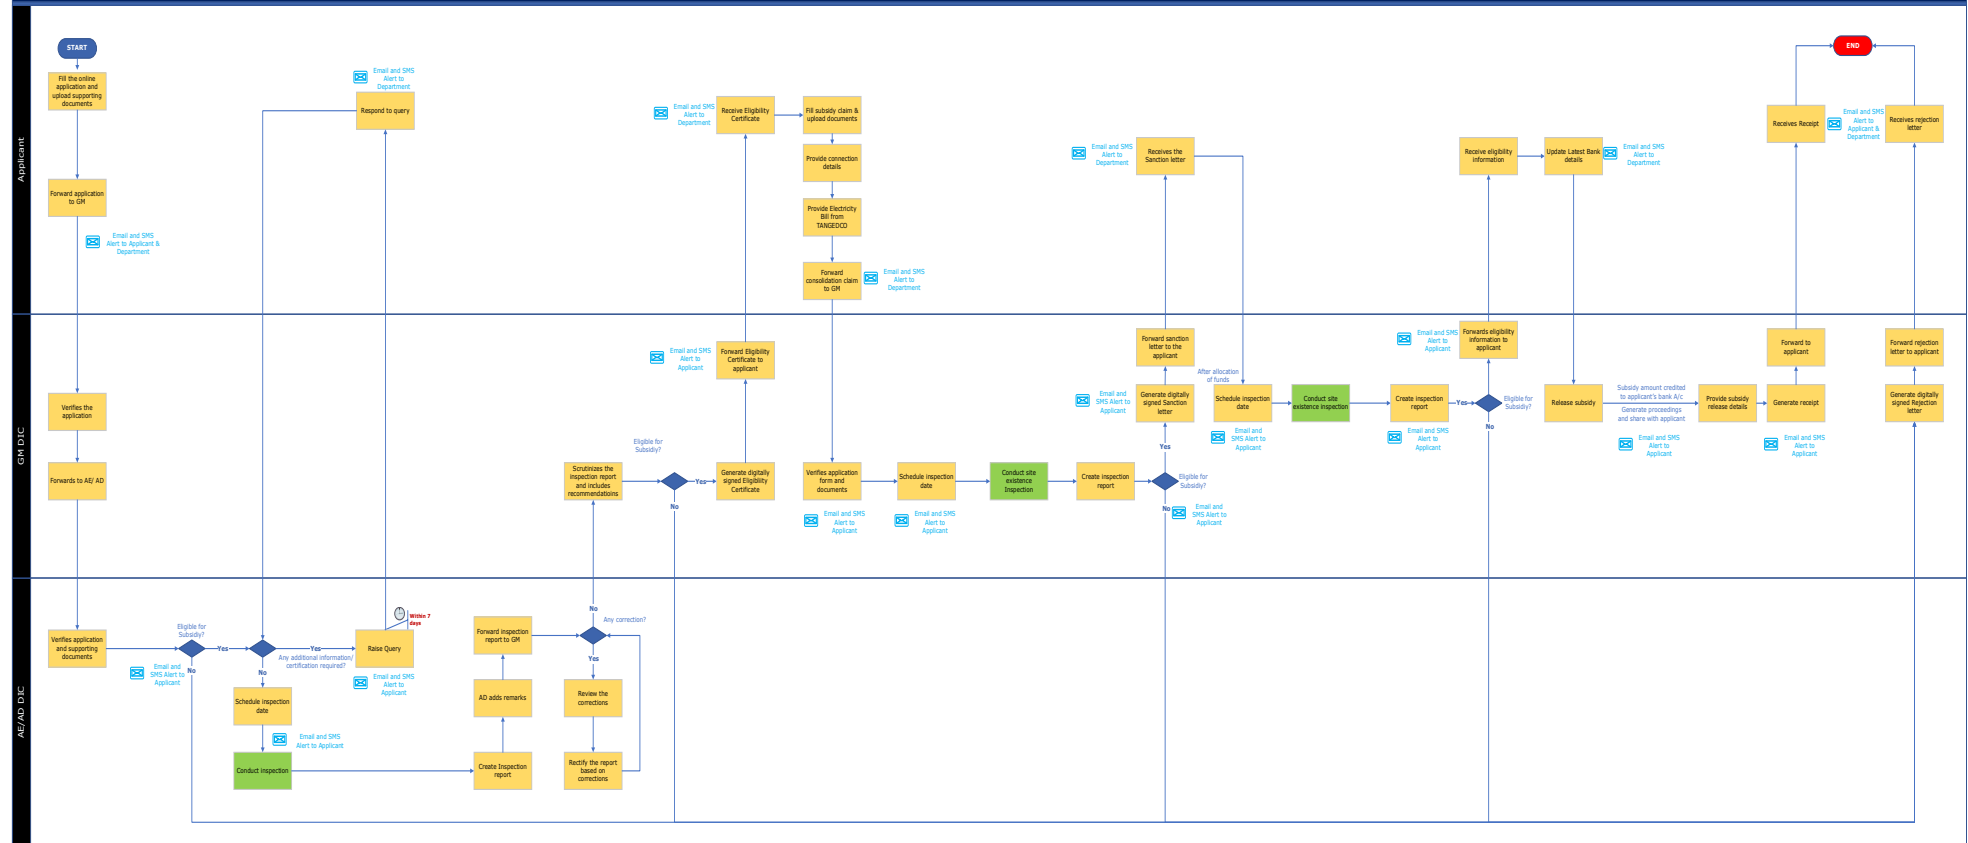 START
Fill the online
application and
upload supporting
documents
Forward application
to GM
Email and SMS
Alert to Applicant &
Department
Email and SMS
Alert to
Department
Respond to query
Email and SMS
Alert to
Department
Receive Eligibility
Certificate
Fill subsidy claim &
upload documents
Provide connection
details
Provide Electricity
Bill from
TANGEDCO
Forward
consolidation claim
to GM
Email and SMS
Alert to
Department
Email and SMS
Alert to
Department
Receives the
Sanction letter
Receive eligibility
information
Update Latest Bank
details
Email and SMS
Alert to
Department
END
Receives Receipt
Email and SMS
Alert to
Applicant &
Department
Receives rejection
letter
Applicant
Verifies the
application
Forwards to AE/ AD
Scrutinizes the
inspection report
and includes
recommendatioins
Eligible for
Subsidy?
Yes
No
Email and SMS
Alert to
Applicant
Forward Eligibility
Certificate to
applicant
Generate digitally
signed Eligibility
Certificate
Verifies application
form and
documents
Email and SMS
Alert to
Applicant
Schedule inspection
date
Email and SMS
Alert to
Applicant
Conduct site
existence
Inspection
Create inspection
report
Eligible for
Subsidy?
Yes
No
Email and
SMS Alert to
Applicant
Email and
SMS Alert to
Applicant
Generate digitally
signed Sanction
letter
Forward sanction
letter to the
applicant
After allocation
of funds
Schedule inspection
date
Email and
SMS Alert to
Applicant
Conduct site
existence inspection
Create inspection
report
Email and SMS
Alert to
Applicant
Yes
Eligible for
Subsidy?
No
Email and SMS
Alert to
Applicant
Forwards eligibility
information to
applicant
Release subsidy
Subsidy amount credited
to applicant's bank A/c
Generate proceedings
and share with applicant
Email and SMS
Alert to
Applicant
Provide subsidy
release details
Generate receipt
Email and SMS
Alert to
Applicant
Forward to
applicant
Forward rejection
letter to applicant
Generate digitally
signed Rejection
letter
GM DIC
Verifies application
and supporting
documents
Eligible for
Subsidy?
Email and
SMS Alert to
Applicant
No
Yes
Yes
Any additional information/
certification required?
No
Raise Query
Within 7
days
Email and SMS
Alert to
Applicant
Schedule inspection
date
Email and SMS
Alert to Applicant
Conduct inspection
Create Inspection
report
AD adds remarks
Forward inspection
report to GM
No
Any correction?
Yes
Review the
corrections
Rectify the report
based on
corrections
AE/AD DIC